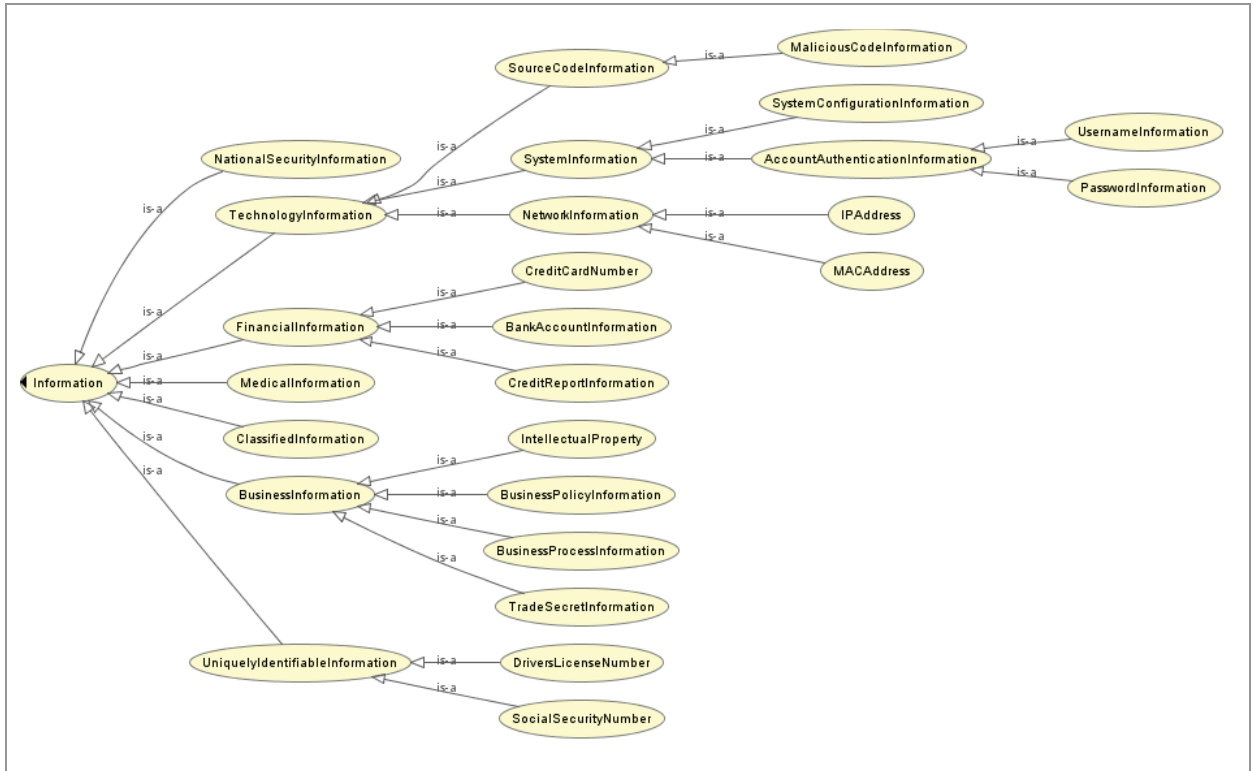 MaliciousCodeInformation
is-a
SourceCodeInformation
SystemConfigurationInformation
is-a
UsernameInformation
is-a
is-a
NationalSecurityInformation
is-a
SystemInformation
is-a
AccountAuthenticationInformation
is-a
is-a
PasswordInformation
is-a
TechnologyInformation
is-a
NetworkInformation
is-a
IPAddress
is-a
MACAddress
CreditCardNumber
is-a
is-a
FinancialInformation
is-a
BankAccountInformation
is-a
is-a
CreditReportInformation
Information
is-a
MedicalInformation
is-a
ClassifiedInformation
is-a
IntellectualProperty
is-a
is-a
BusinessInformation
is-a
BusinessPolicyInformation
is-a
BusinessProcessInformation
is-a
TradeSecretInformation
UniquelyIdentifiableInformation
is-a
DriversLicenseNumber
is-a
SocialSecurityNumber